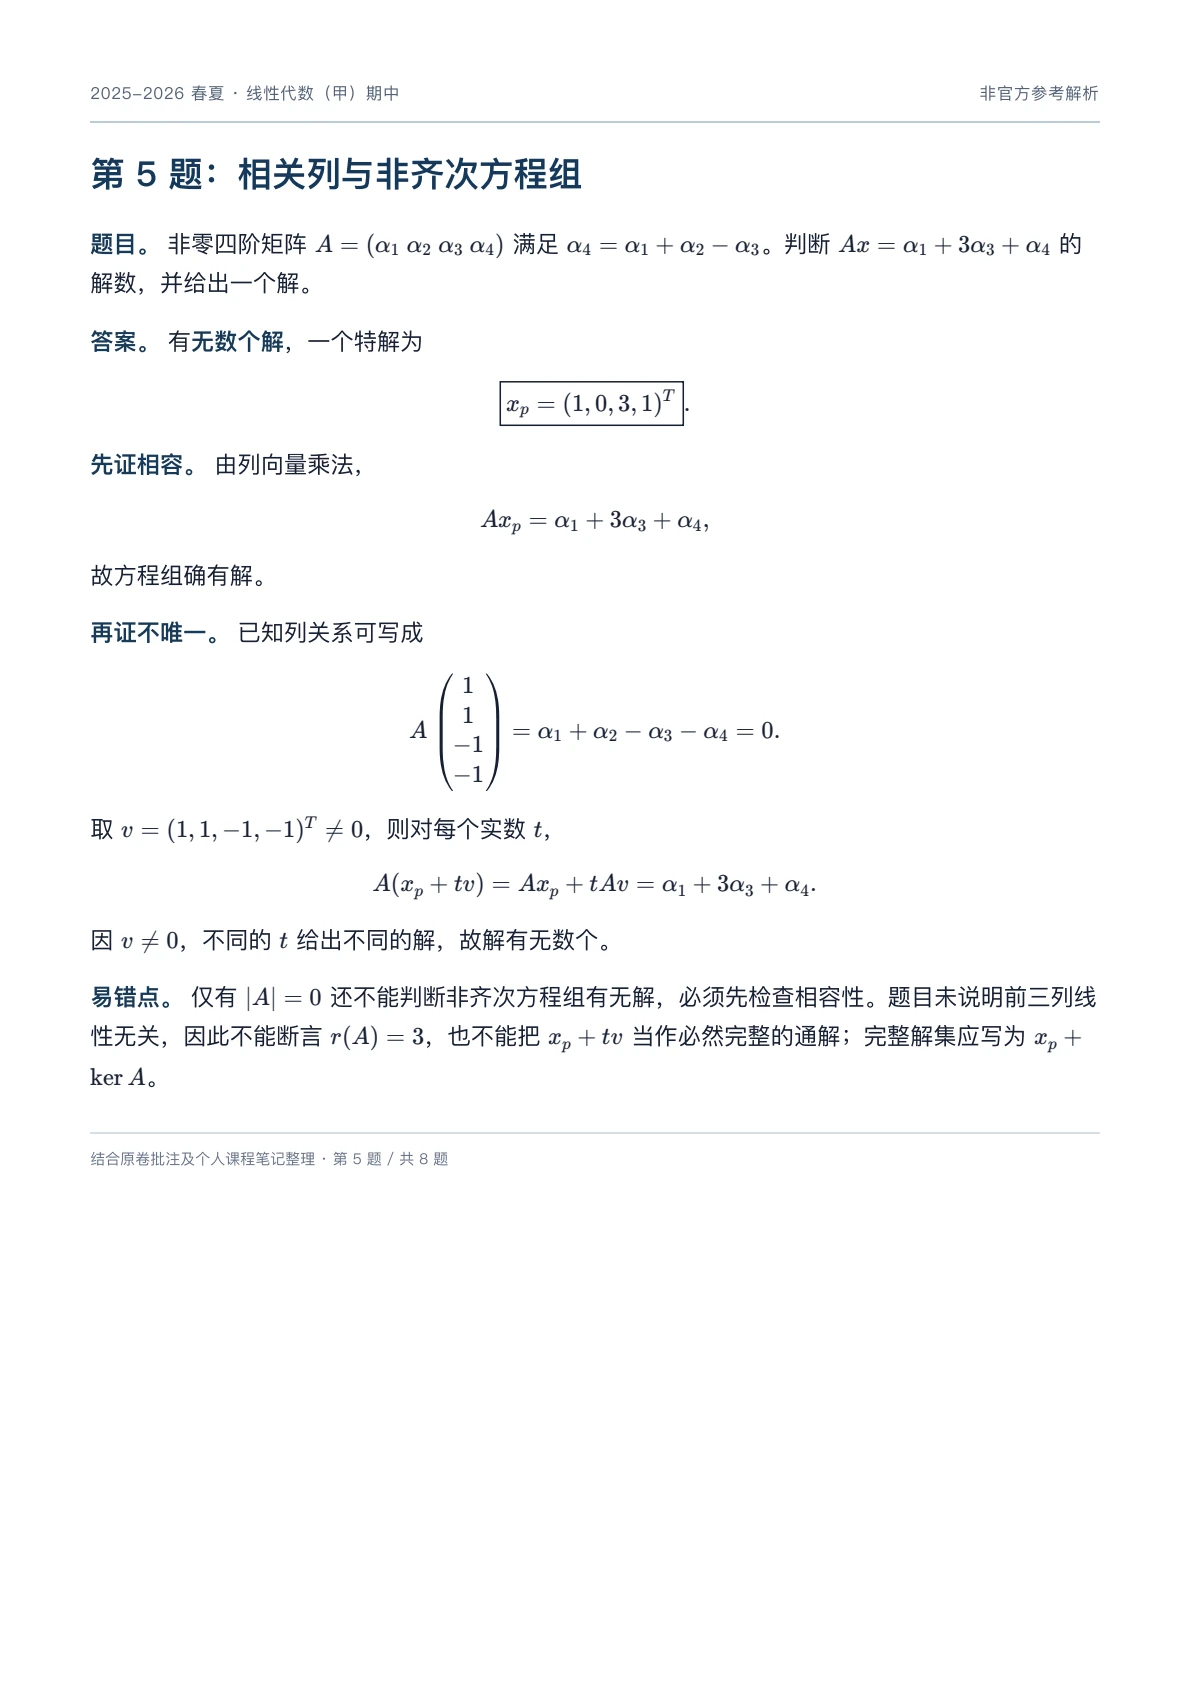 2025–2026 春夏 · 线性代数（甲）期中
非官方参考解析
第 5 题：相关列与非齐次方程组
题目。 非零四阶矩阵 A = (α₁ α₂ α₃ α₄) 满足 α₄ = α₁ + α₂ − α₃。判断 Ax = α₁ + 3α₃ + α₄ 的
解数，并给出一个解。
答案。 有无数个解，一个特解为
xₚ = (1, 0, 3, 1)ᵀ.
先证相容。 由列向量乘法，
Axₚ = α₁ + 3α₃ + α₄,
故方程组确有解。
再证不唯一。 已知列关系可写成
A (1 1 −1 −1) = α₁ + α₂ − α₃ − α₄ = 0.
取 v = (1, 1, −1, −1)ᵀ ≠ 0，则对每个实数 t，
A(xₚ + tv) = Axₚ + tAv = α₁ + 3α₃ + α₄.
因 v ≠ 0，不同的 t 给出不同的解，故解有无数个。
易错点。 仅有 |A| = 0 还不能判断非齐次方程组有无解，必须先检查相容性。题目未说明前三列线
性无关，因此不能断言 r(A) = 3，也不能把 xₚ + tv 当作必然完整的通解；完整解集应写为 xₚ +
ker A。
结合原卷批注及个人课程笔记整理 · 第 5 题 / 共 8 题